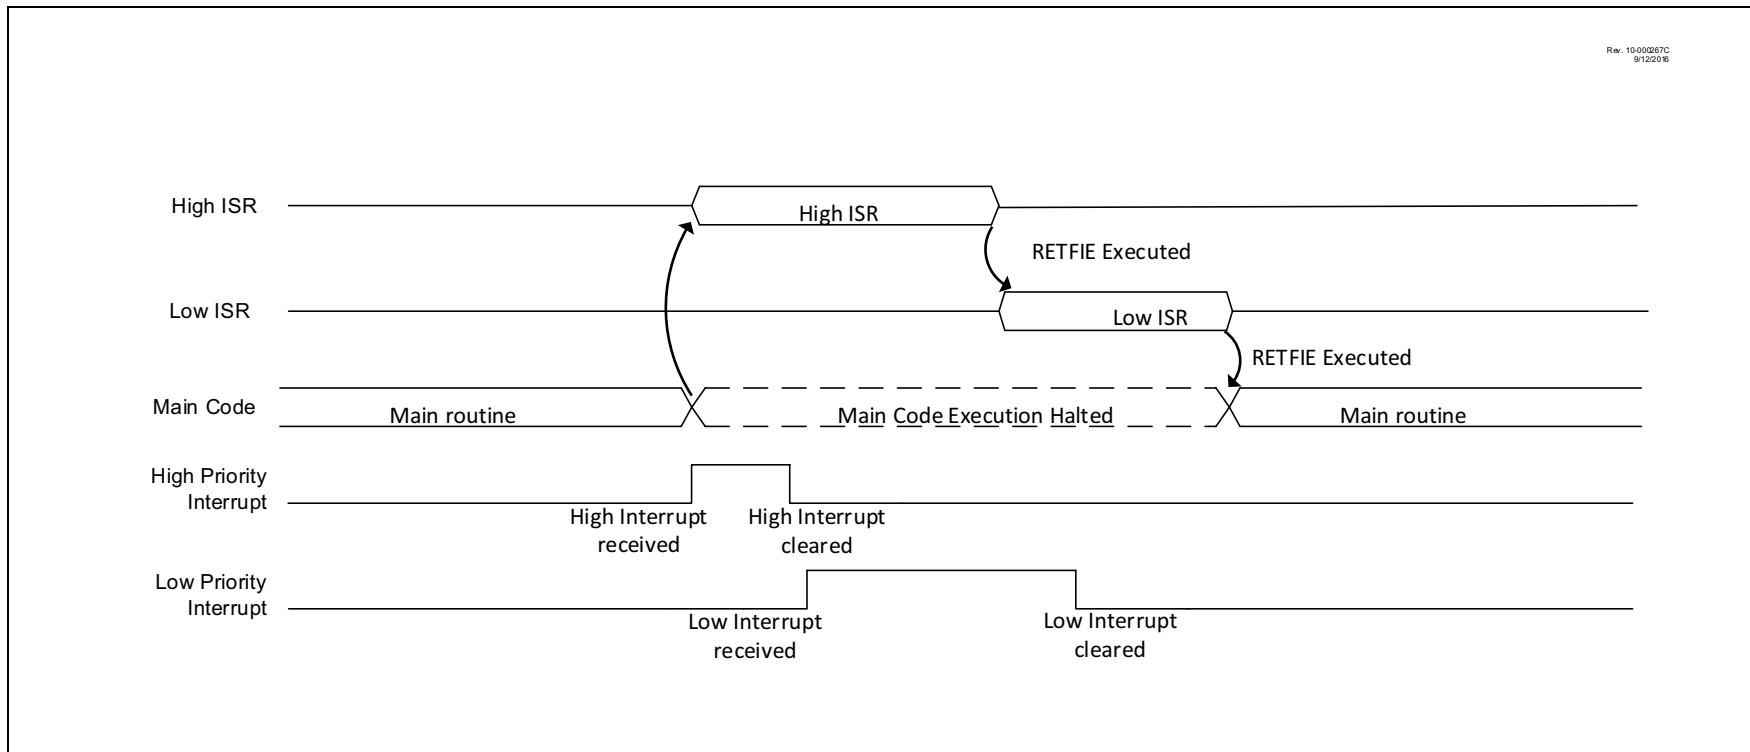 Rev. 10-000267C
9/12/2016
High ISR
High ISR
RETFIE Executed
Low ISR
Low ISR
RETFIE Executed
Main Code
Main routine
Main Code Execution Halted
Main routine
High Priority
Interrupt
High Interrupt
received
High Interrupt
cleared
Low Priority
Interrupt
Low Interrupt
received
Low Interrupt
cleared